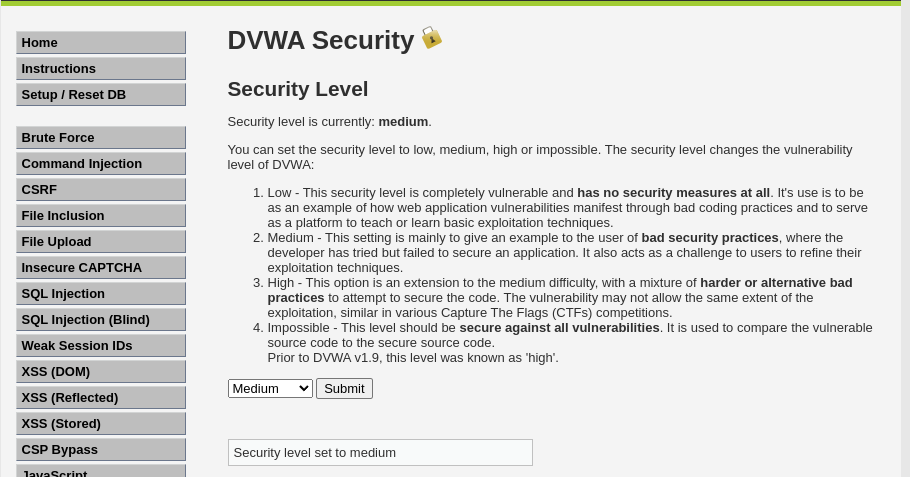 Home
Instructions
Setup / Reset DB
Brute Force
Command Injection
CSRF
File Inclusion
File Upload
Insecure CAPTCHA
SQL Injection
SQL Injection (Blind)
Weak Session IDs
XSS (DOM)
XSS (Reflected)
XSS (Stored)
CSP Bypass
JavaScript
DVWA Security
Security Level
Security level is currently: medium.
You can set the security level to low, medium, high or impossible. The security level changes the vulnerability
level of DVWA:
1. Low - This security level is completely vulnerable and has no security measures at all. It's use is to be
as an example of how web application vulnerabilities manifest through bad coding practices and to serve
as a platform to teach or learn basic exploitation techniques.
2. Medium - This setting is mainly to give an example to the user of bad security practices, where the
developer has tried but failed to secure an application. It also acts as a challenge to users to refine their
exploitation techniques.
3. High - This option is an extension to the medium difficulty, with a mixture of harder or alternative bad
practices to attempt to secure the code. The vulnerability may not allow the same extent of the
exploitation, similar in various Capture The Flags (CTFs) competitions.
4. Impossible - This level should be secure against all vulnerabilities. It is used to compare the vulnerable
source code to the secure source code.
Prior to DVWA v1.9, this level was known as 'high'.
Medium Submit
Security level set to medium